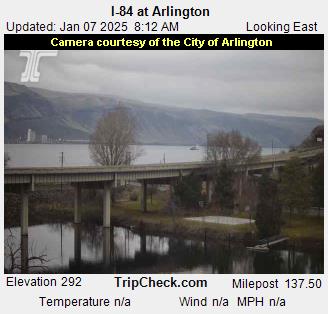 I-84 at Arlington
Updated: Jan 07 2025 8:12 AM Looking East
Camera courtesy of the City of Arlington
Elevation 292 TripCheck.com Milepost 137.50
Temperature n/a Wind n/a MPH n/a